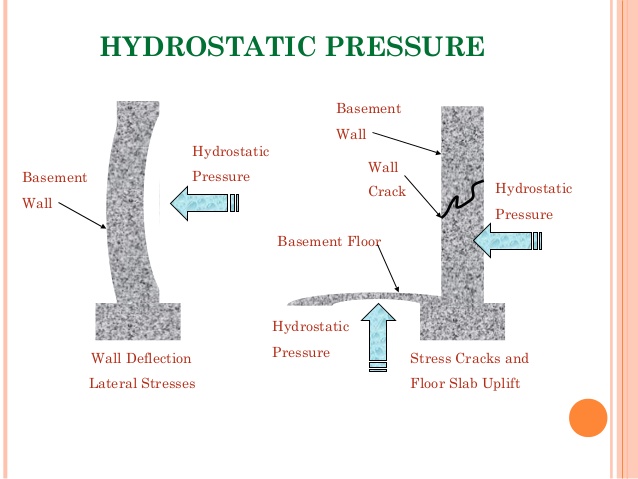 HYDROSTATIC PRESSURE
Basement
Wall
Hydrostatic
Pressure
Wall Deflection
Lateral Stresses
Basement
Wall
Wall
Crack
Hydrostatic
Pressure
Basement Floor
Hydrostatic
Pressure
Stress Cracks and
Floor Slab Uplift